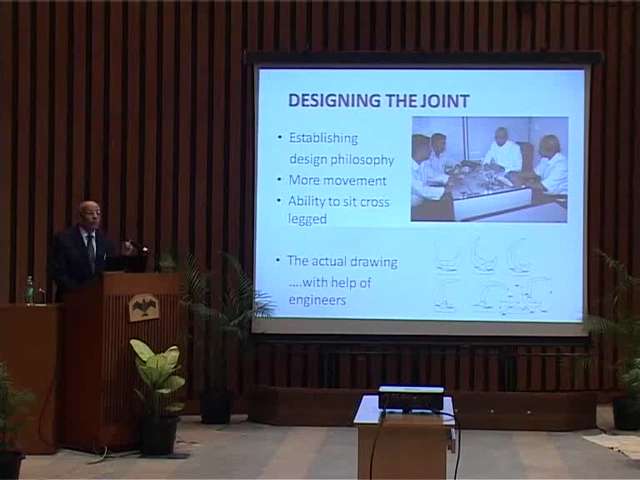 DESIGNING THE JOINT
• Establishing
design philosophy
• More movement
• Ability to sit cross
legged
• The actual drawing
....with help of
engineers